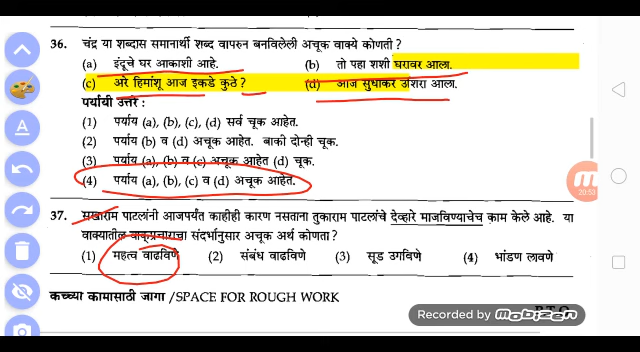 36. चंद्र या शब्दास समानार्थी शब्द वापरुन बनविलेली अचूक वाक्ये कोणती ?
(a) इंदूचे घर आकाशी आहे. (b) तो पहा शशी घरावर आला.
(c) अरे हिमांशू आज इकडे कुठे ? (d) आज सुधाकर उशिरा आला.
पर्यायी उत्तरे :
(1) पर्याय (a), (b), (c), (d) सर्व चूक आहेत.
(2) पर्याय (b) व (d) अचूक आहेत. बाकी दोन्ही चूक.
(3) पर्याय (a), (b) व (c) अचूक आहेत (d) चूक.
(4) पर्याय (a), (b), (c) व (d) अचूक आहेत.
37. सखाराम पाटलांनी आजपर्यंत काहीही कारण नसताना तुकाराम पाटलांचे देव्हारे माजविण्याचेच काम केले आहे. या
वाक्यातील वाक्प्रचाराचा संदर्भानुसार अचूक अर्थ कोणता ?
(1) महत्व वाढविणे (2) संबंध वाढविणे (3) सूड उगविणे (4) भांडण लावणे
कच्च्या कामासाठी जागा /SPACE FOR ROUGH WORK
P.T.O.
A
M
20:53
Recorded by mobizen